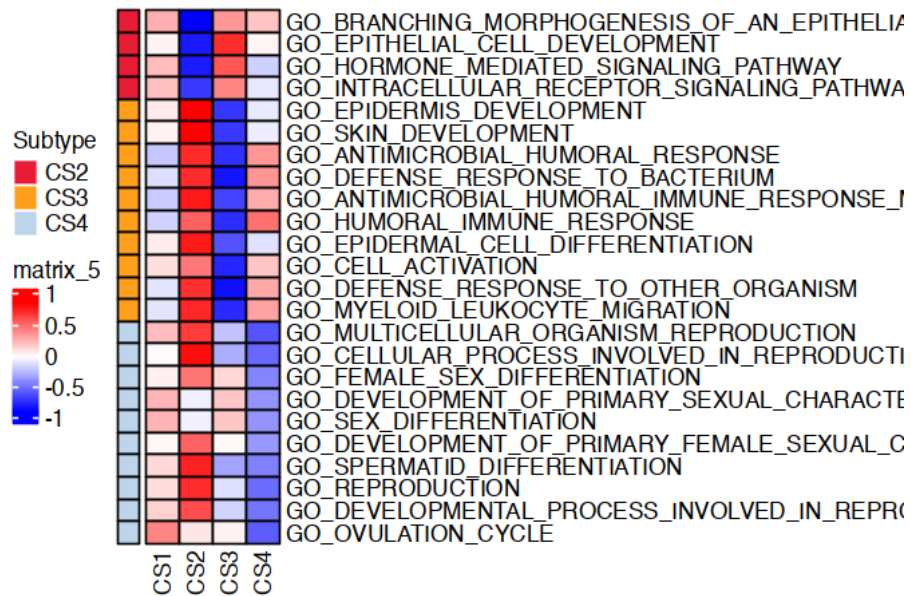 GO_BRANCHING_MORPHOGENESIS_OF_AN_EPITHELIA
GO_EPITHELIAL_CELL_DEVELOPMENT
GO_HORMONE_MEDIATED_SIGNALING_PATHWAY
GO_INTRACELLULAR_RECEPTOR_SIGNALING_PATHWA
GO_EPIDERMIS_DEVELOPMENT
GO_SKIN_DEVELOPMENT
GO_ANTIMICROBIAL_HUMORAL_RESPONSE
GO_DEFENSE_RESPONSE_TO_BACTERIUM
GO_ANTIMICROBIAL_HUMORAL_IMMUNE_RESPONSE_M
GO_HUMORAL_IMMUNE_RESPONSE
GO_EPIDERMAL_CELL_DIFFERENTIATION
GO_CELL_ACTIVATION
GO_DEFENSE_RESPONSE_TO_OTHER_ORGANISM
GO_MYELOID_LEUKOCYTE_MIGRATION
GO_MULTICELLULAR_ORGANISM_REPRODUCTION
GO_CELLULAR_PROCESS_INVOLVED_IN_REPRODUCTI
GO_FEMALE_SEX_DIFFERENTIATION
GO_DEVELOPMENT_OF_PRIMARY_SEXUAL_CHARACTE
GO_SEX_DIFFERENTIATION
GO_DEVELOPMENT_OF_PRIMARY_FEMALE_SEXUAL_C
GO_SPERMATID_DIFFERENTIATION
GO_REPRODUCTION
GO_DEVELOPMENTAL_PROCESS_INVOLVED_IN_REPRO
GO_OVULATION_CYCLE
Subtype
CS2
CS3
CS4
matrix_5
1
0.5
0
-0.5
-1
CS1
CS2
CS3
CS4